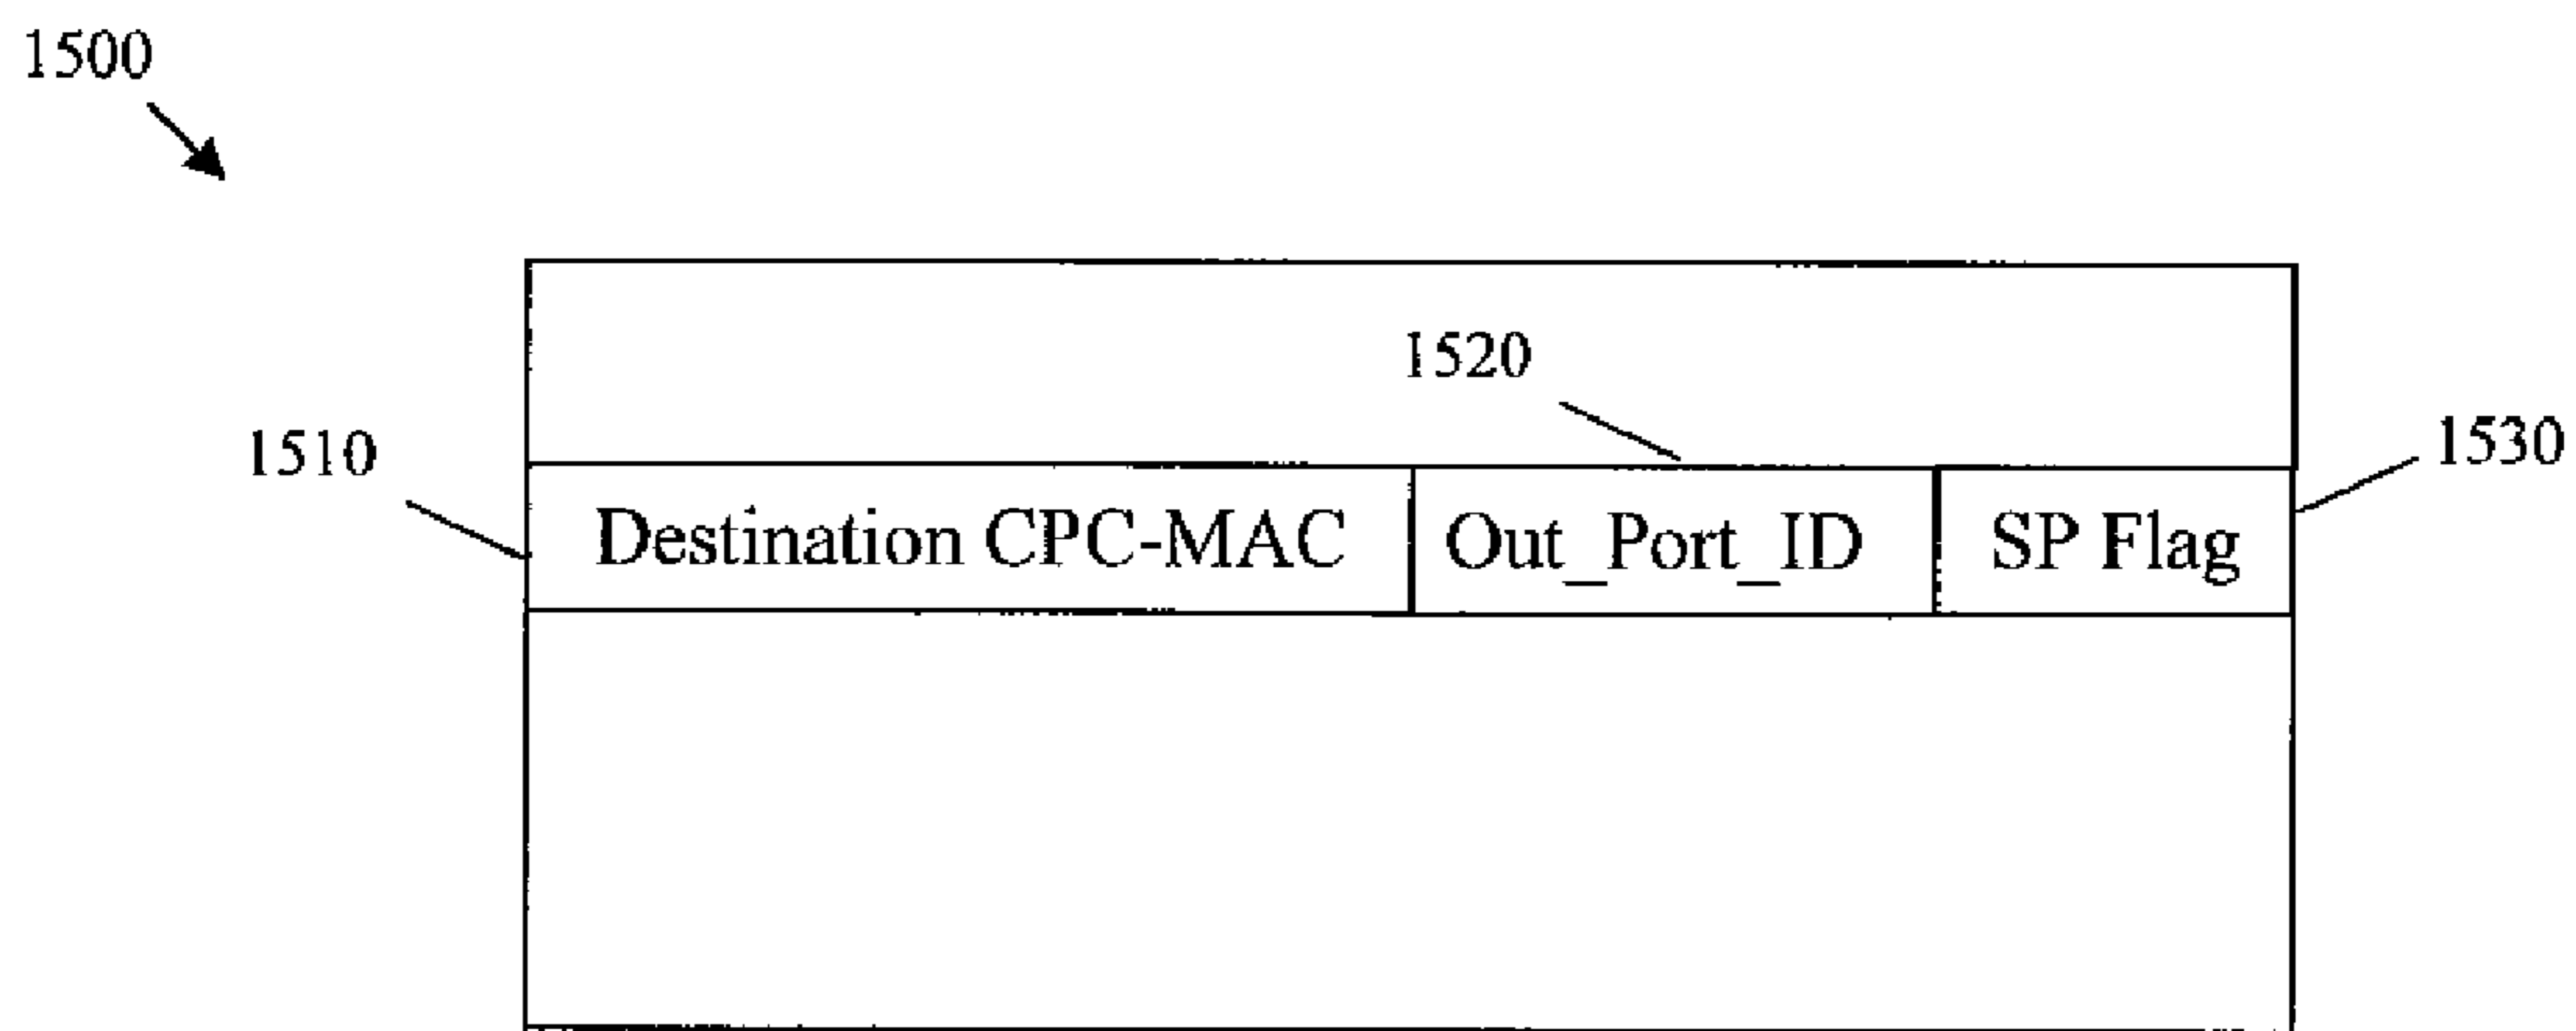 1500
1520
1510
1530
Destination CPC-MAC
Out_Port_ID
SP Flag